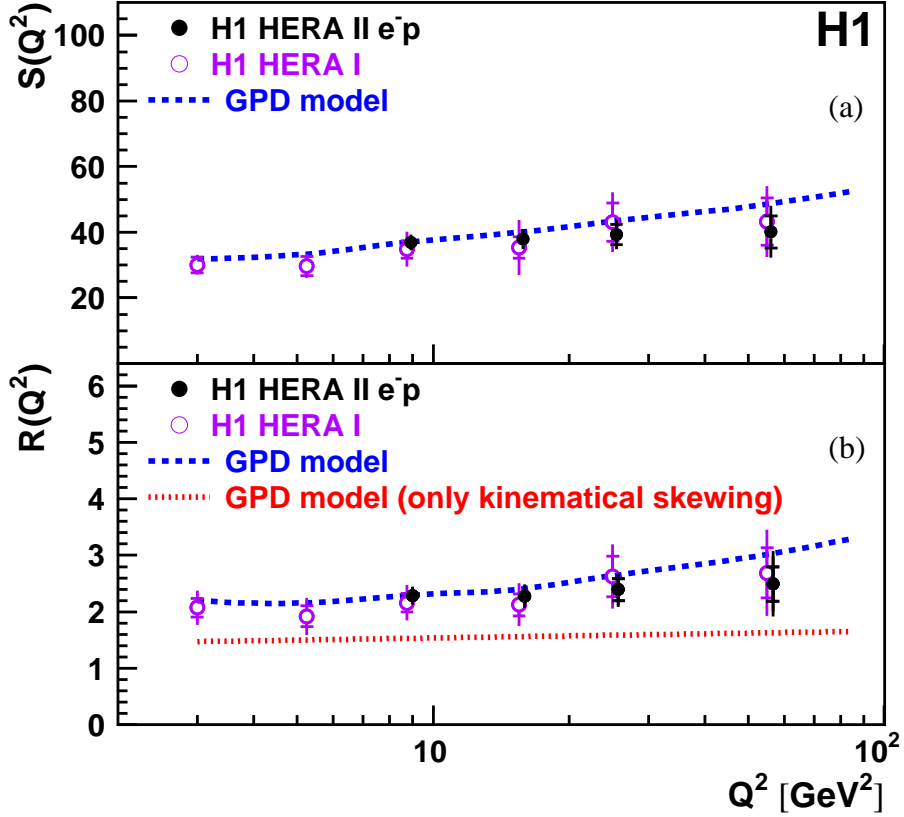 S(Q²)
100
80
60
40
20
H1 HERA II e⁻p
H1 HERA I
GPD model
H1
(a)
R(Q²)
6
5
4
3
2
1
0
H1 HERA II e⁻p
H1 HERA I
GPD model
GPD model (only kinematical skewing)
(b)
10
10²
Q² [GeV²]